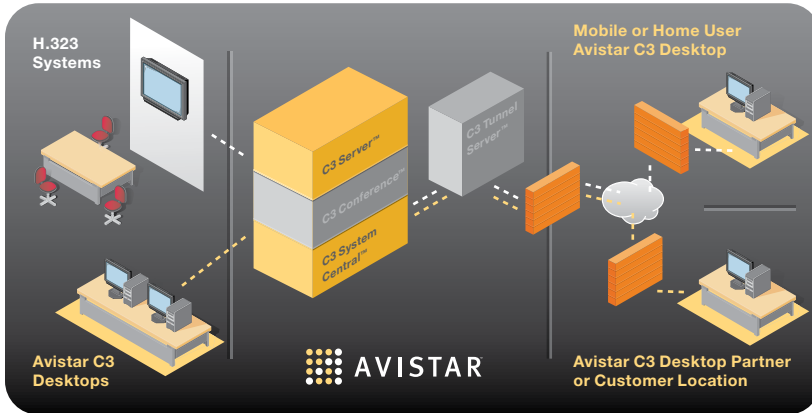 H.323
Systems
Mobile or Home User
Avistar C3 Desktop
C3 Server™
C3 Conference™
C3 System
Central™
C3 Tunnel
Server™
Avistar C3
Desktops
AVISTAR
Avistar C3 Desktop Partner
or Customer Location